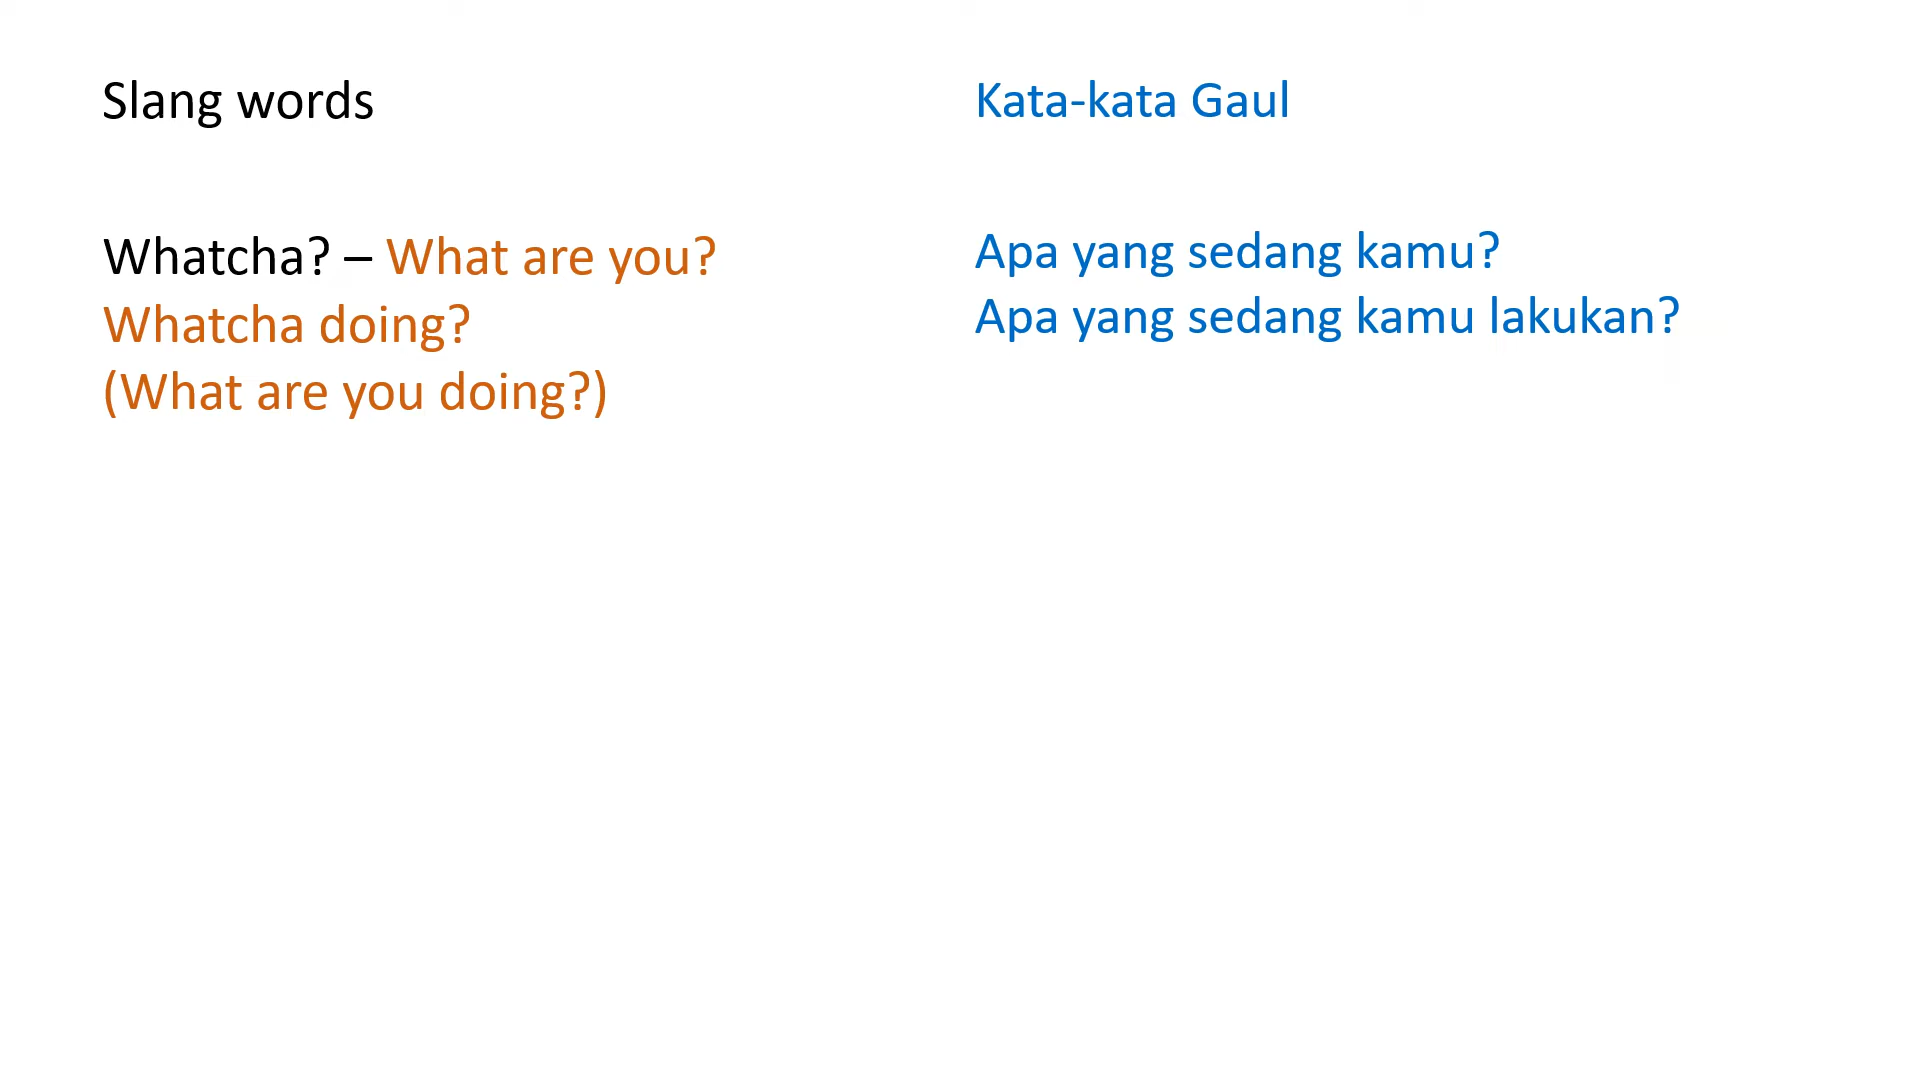 Slang words
Kata-kata Gaul
Whatcha? – What are you?
Whatcha doing?
(What are you doing?)
Apa yang sedang kamu?
Apa yang sedang kamu lakukan?